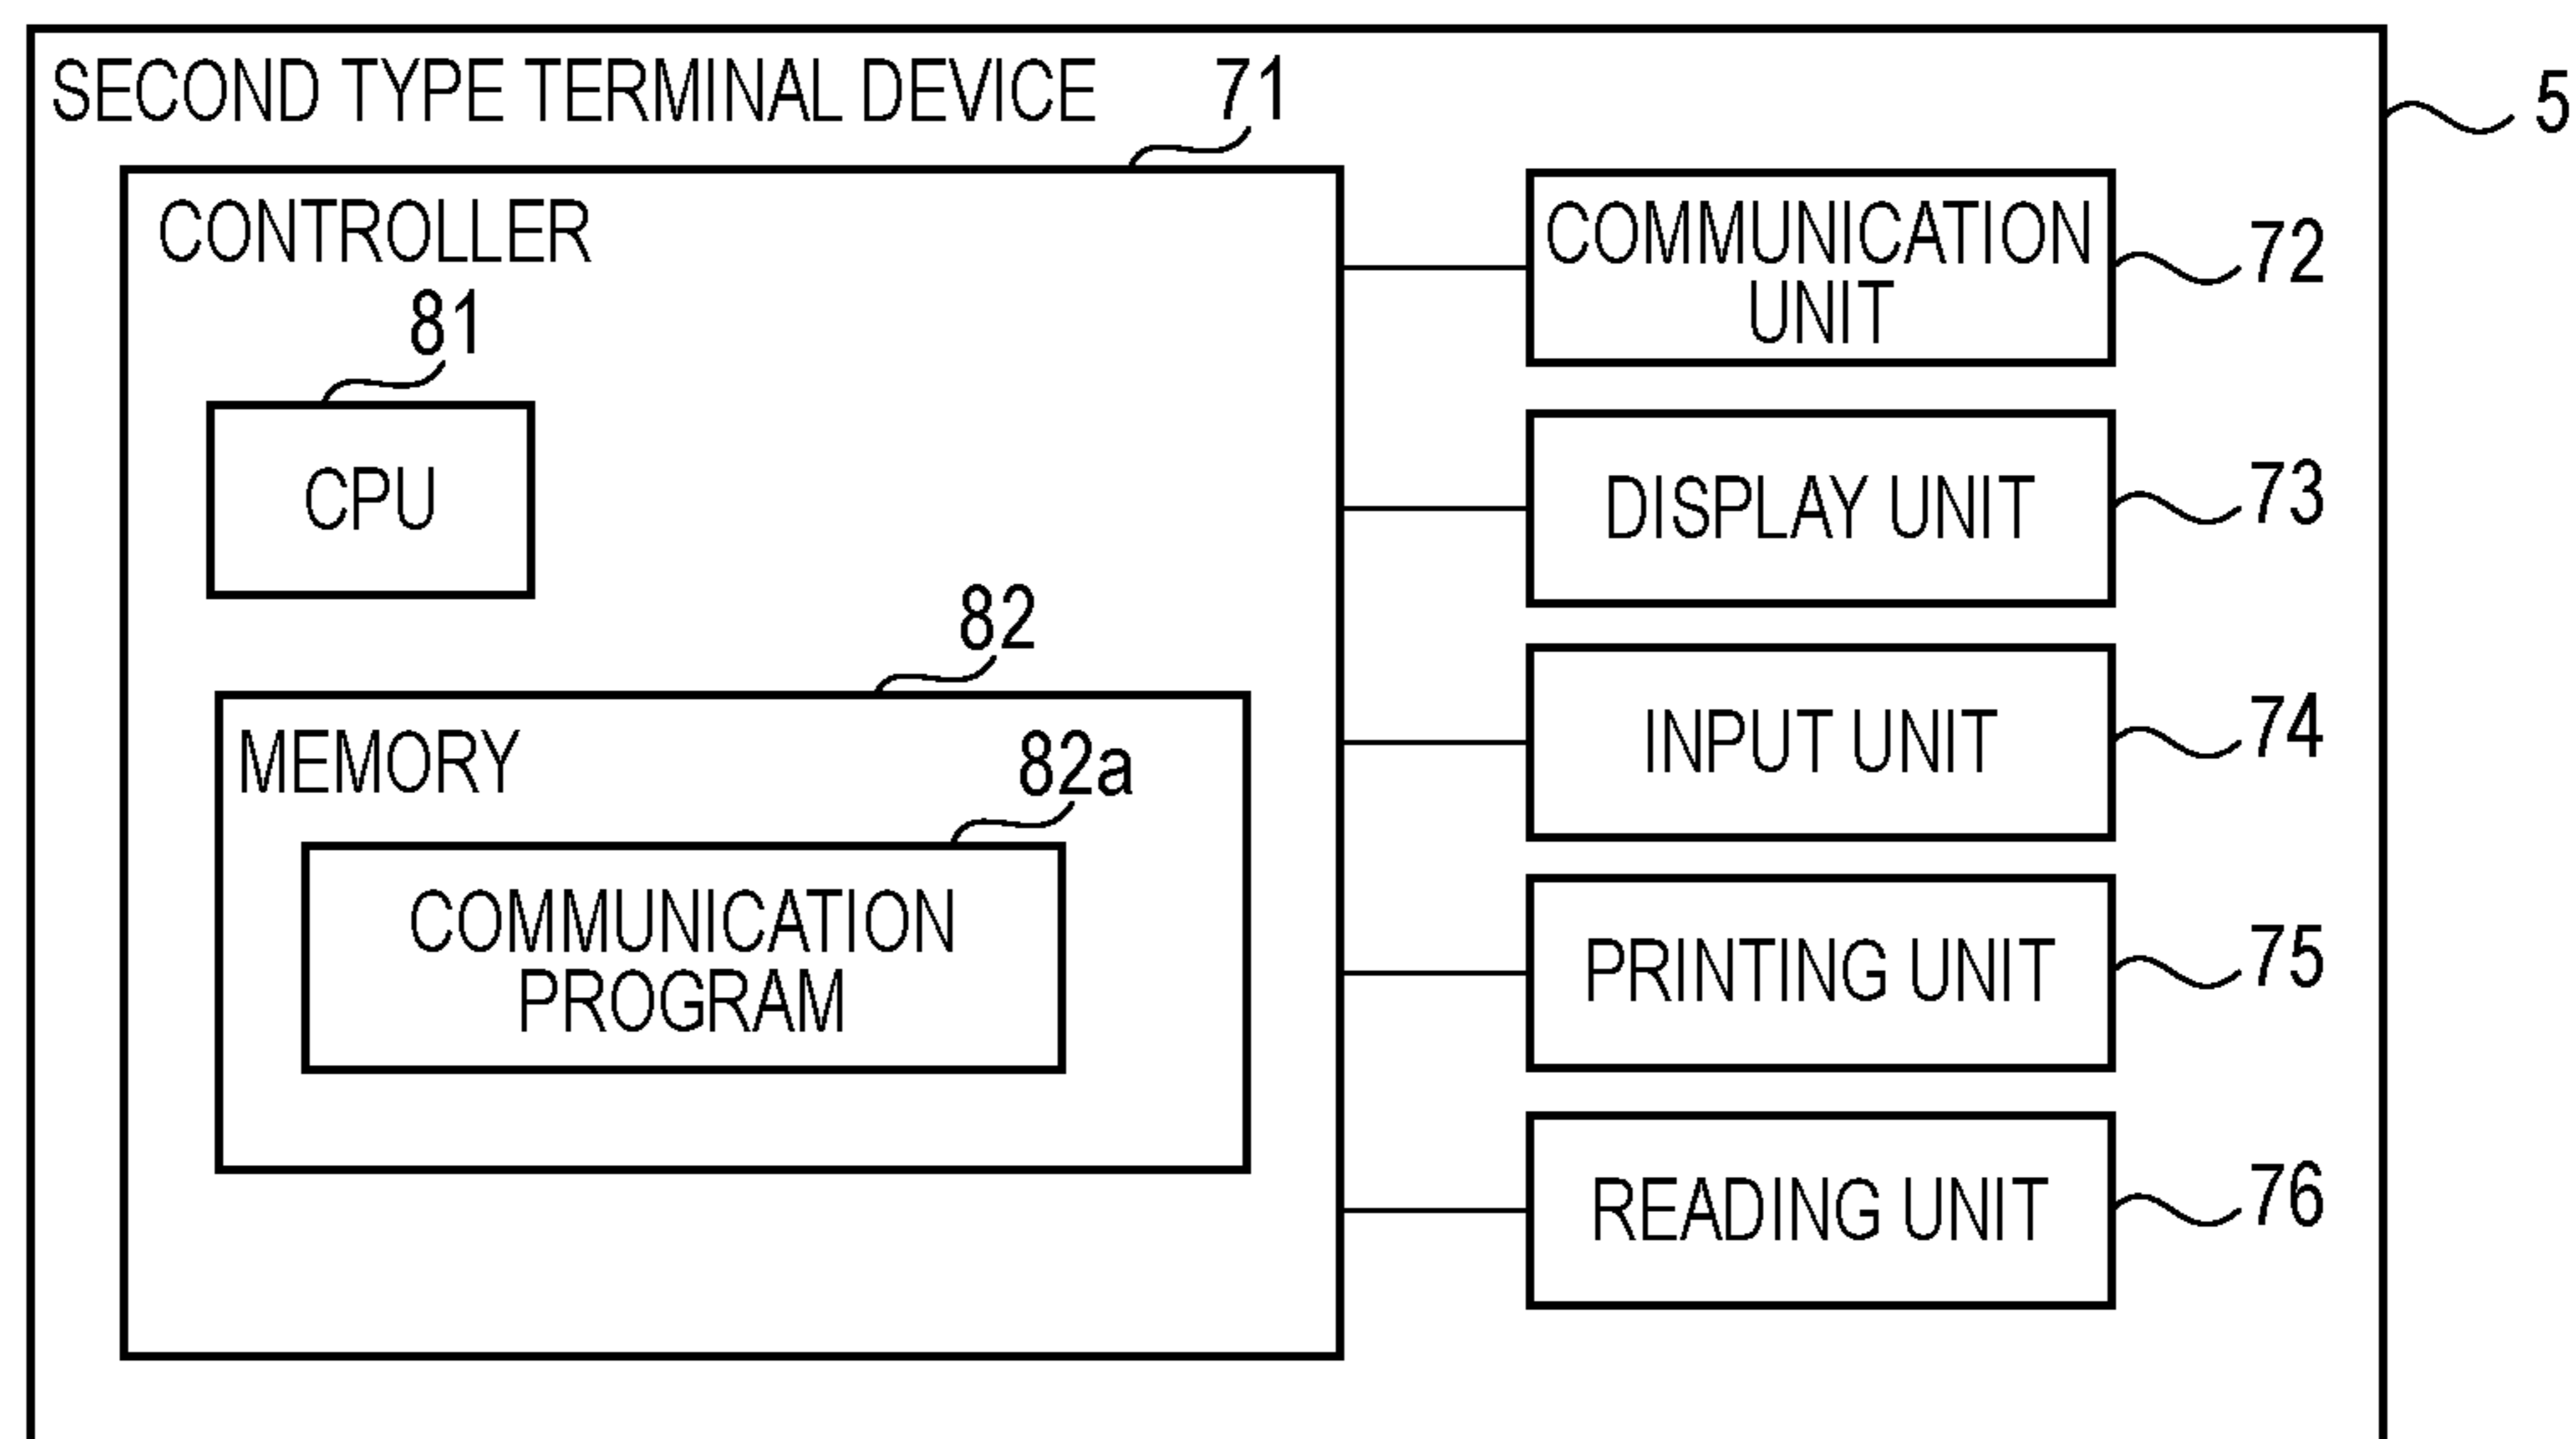 SECOND TYPE TERMINAL DEVICE
71
5
CONTROLLER
81
CPU
82
MEMORY
82a
COMMUNICATION
PROGRAM
COMMUNICATION
UNIT
72
DISPLAY UNIT
73
INPUT UNIT
74
PRINTING UNIT
75
READING UNIT
76